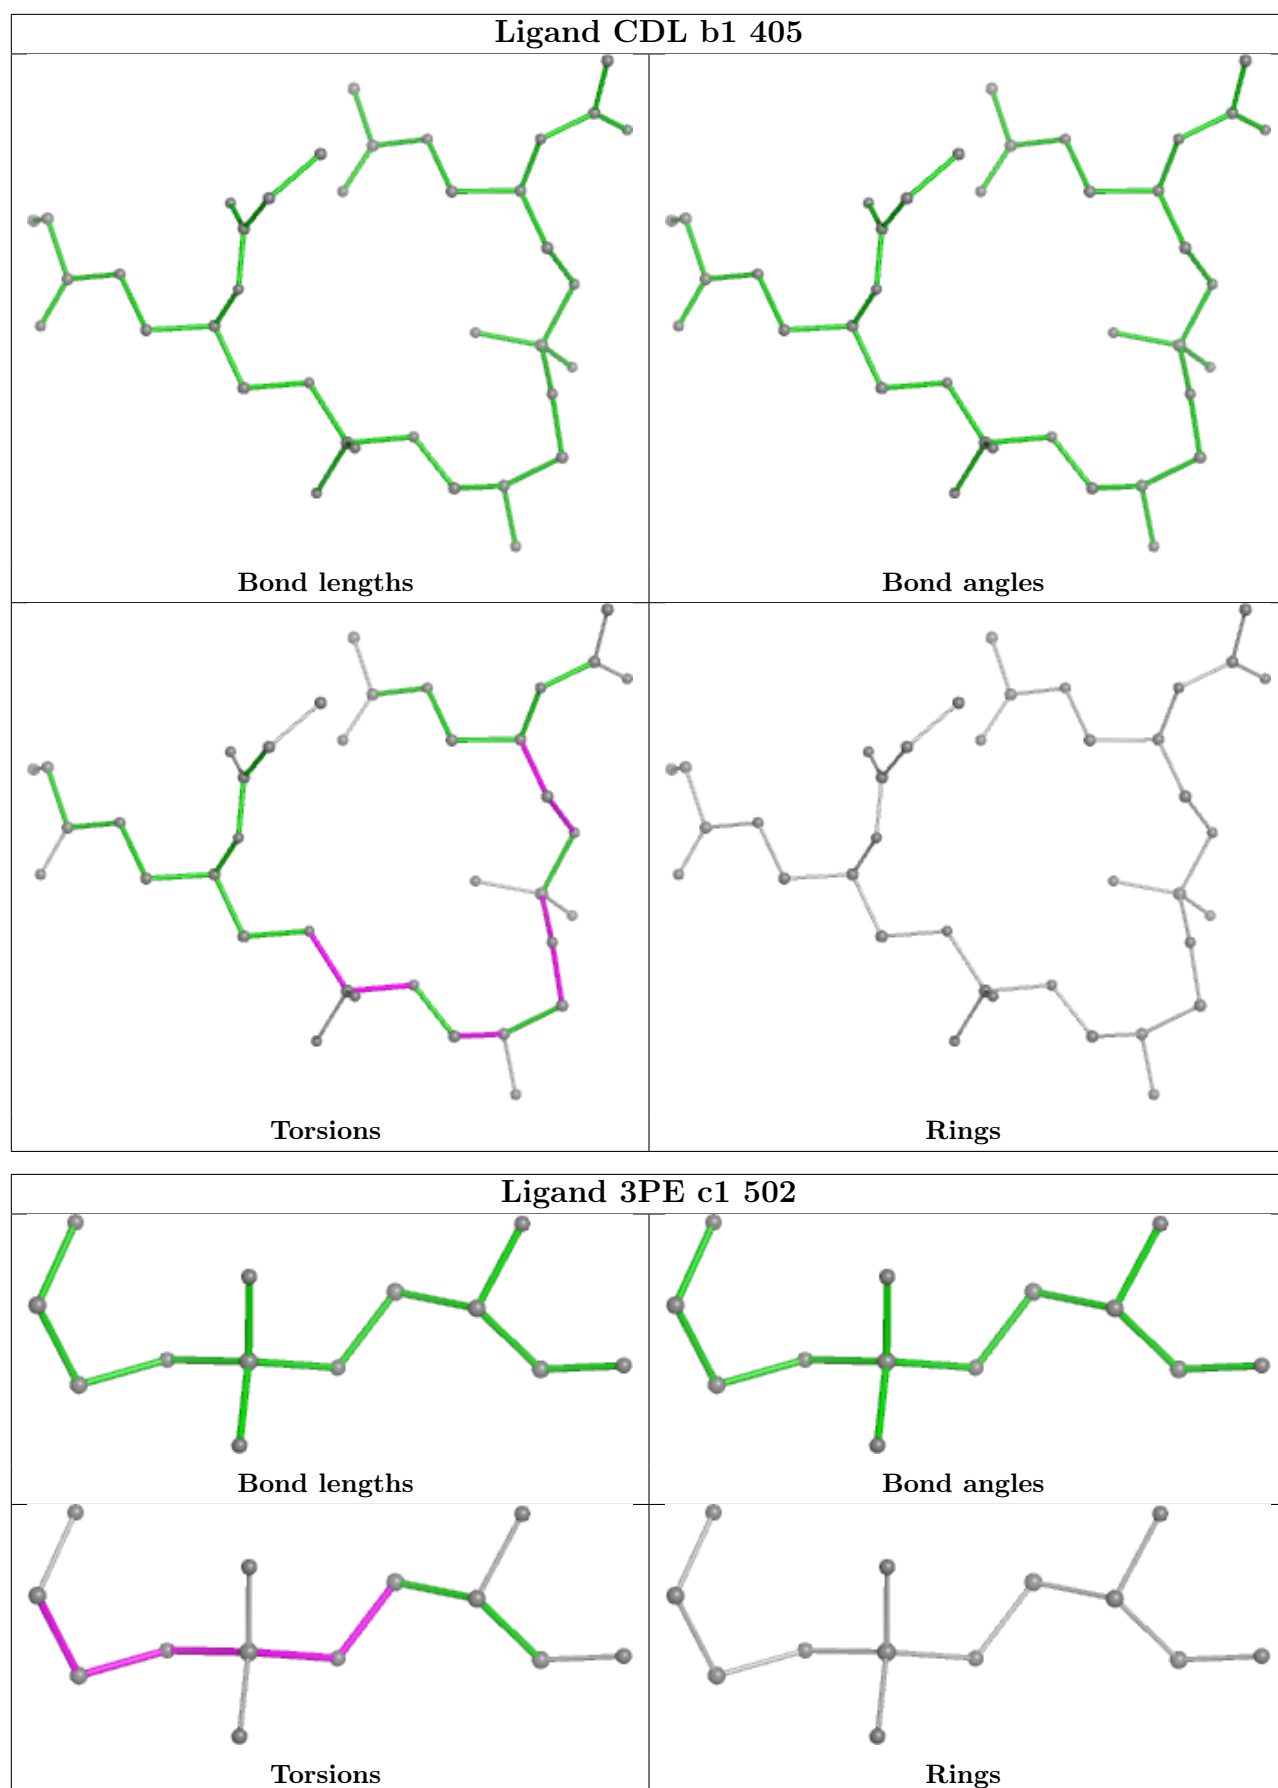 Ligand CDL b1 405
Bond lengths
Bond angles
Torsions
Rings
Ligand 3PE c1 502
Bond lengths
Bond angles
Torsions
Rings